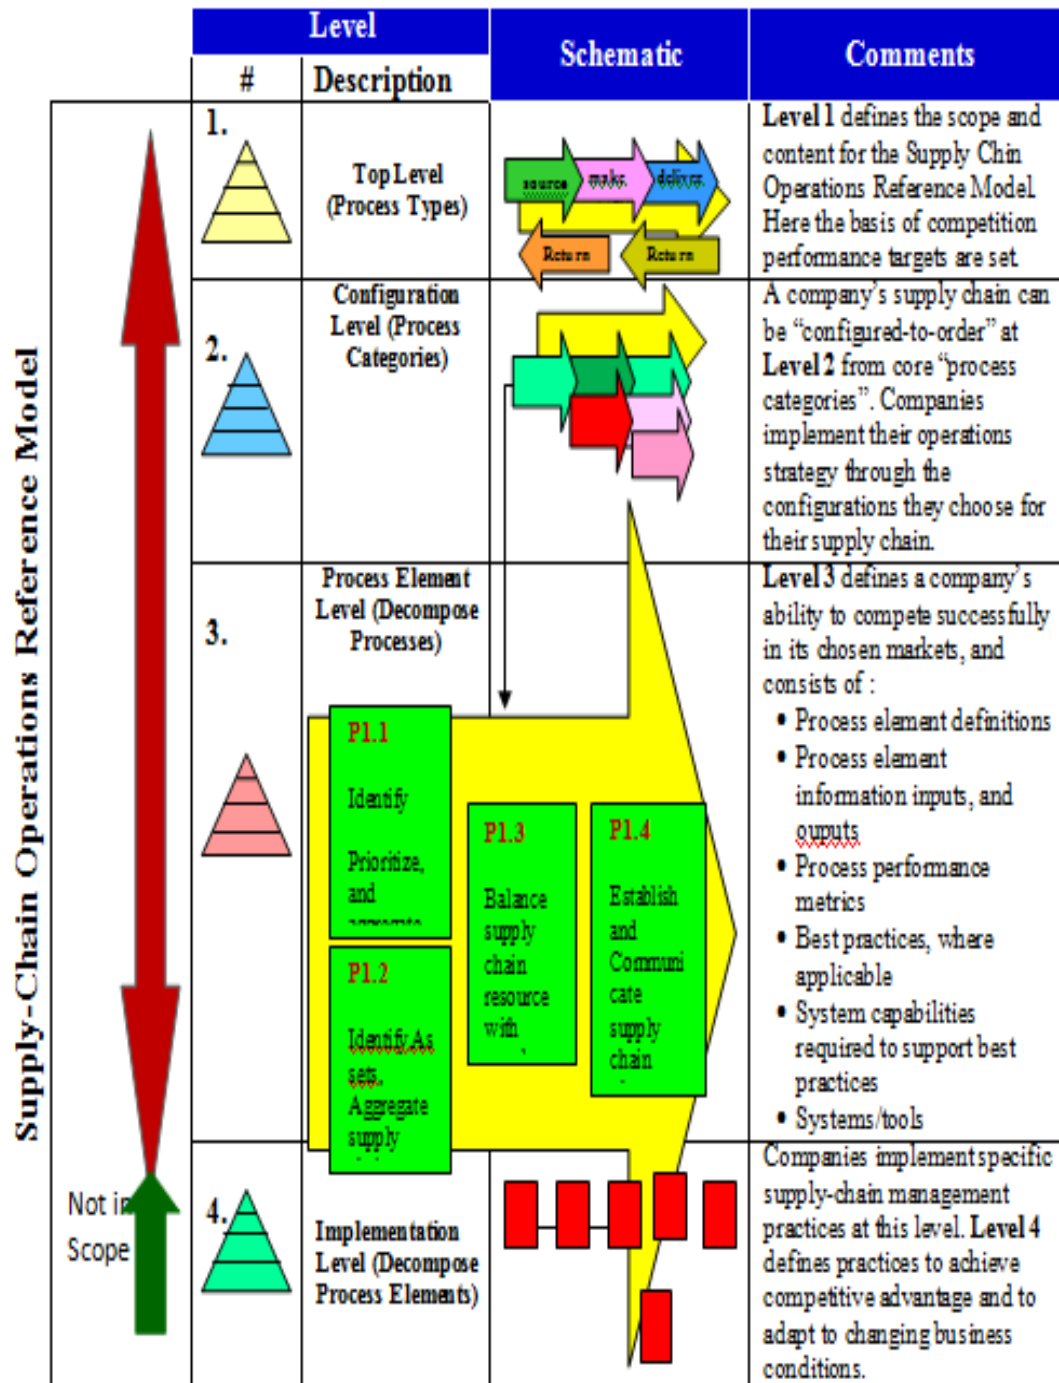 Level
Schematic
Comments
#
Description
Supply-Chain Operations Reference Model
1.
Top Level
(Process Types)
source
make
deliver
Return
Return
Level 1 defines the scope and
content for the Supply Chin
Operations Reference Model.
Here the basis of competition
performance targets are set.
2.
Configuration
Level (Process
Categories)
A company's supply chain can
be “configured-to-order” at
Level 2 from core “process
categories”. Companies
implement their operations
strategy through the
configurations they choose for
their supply chain.
3.
Process Element
Level (Decompose
Processes)
P1.1
Identify
Prioritize,
and
P1.2
Identify As
sets,
Aggregate
supply
P1.3
Balance
supply
chain
resource
with
P1.4
Establish
and
Communi
cate
supply
chain
Level 3 defines a company's
ability to compete successfully
in its chosen markets, and
consists of :
• Process element definitions
• Process element
information inputs, and
ouputs
• Process performance
metrics
• Best practices, where
applicable
• System capabilities
required to support best
practices
• Systems/tools
Not in
Scope
4.
Implementation
Level (Decompose
Process Elements)
Companies implement specific
supply-chain management
practices at this level. Level 4
defines practices to achieve
competitive advantage and to
adapt to changing business
conditions.